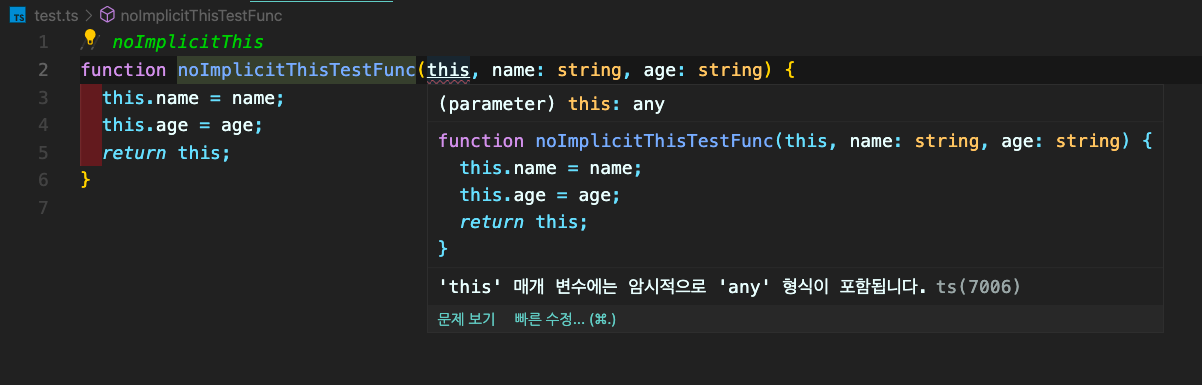 TS test.ts > noImplicitThisTestFunc
1 // noImplicitThis
2 function noImplicitThisTestFunc(this, name: string, age: string) {
3 this.name = name;
4 this.age = age;
5 return this;
6 }
7
(parameter) this: any
function noImplicitThisTestFunc(this, name: string, age: string) {
this.name = name;
this.age = age;
return this;
}
'this' 매개 변수에는 암시적으로 'any' 형식이 포함됩니다. ts(7006)
문제 보기 빠른 수정... (⌘.)